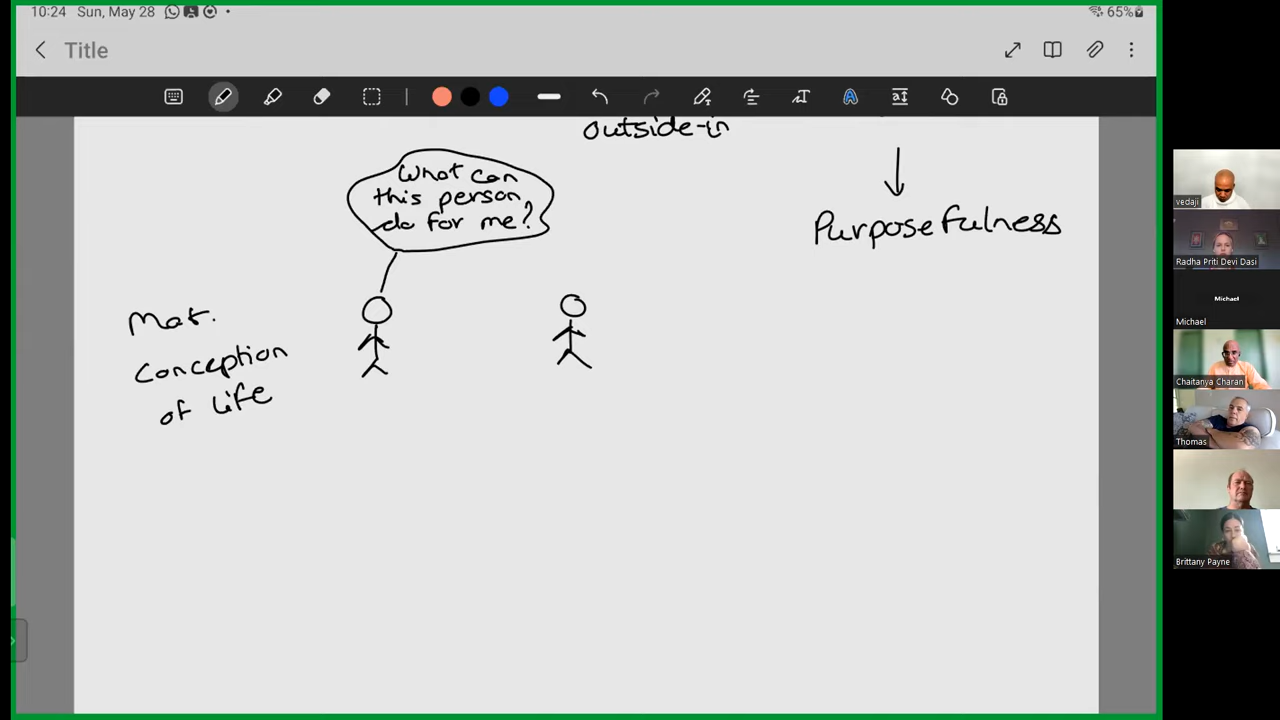 10:24 Sun, May 28
65%
Title
outside-in
What can
this person
do for me?
Purposefulness
Mat.
Conception
of life
vedaji
Radha Priti Devi Dasi
Michael
Michael
Chaitanya Charan
Thomas
Brittany Payne